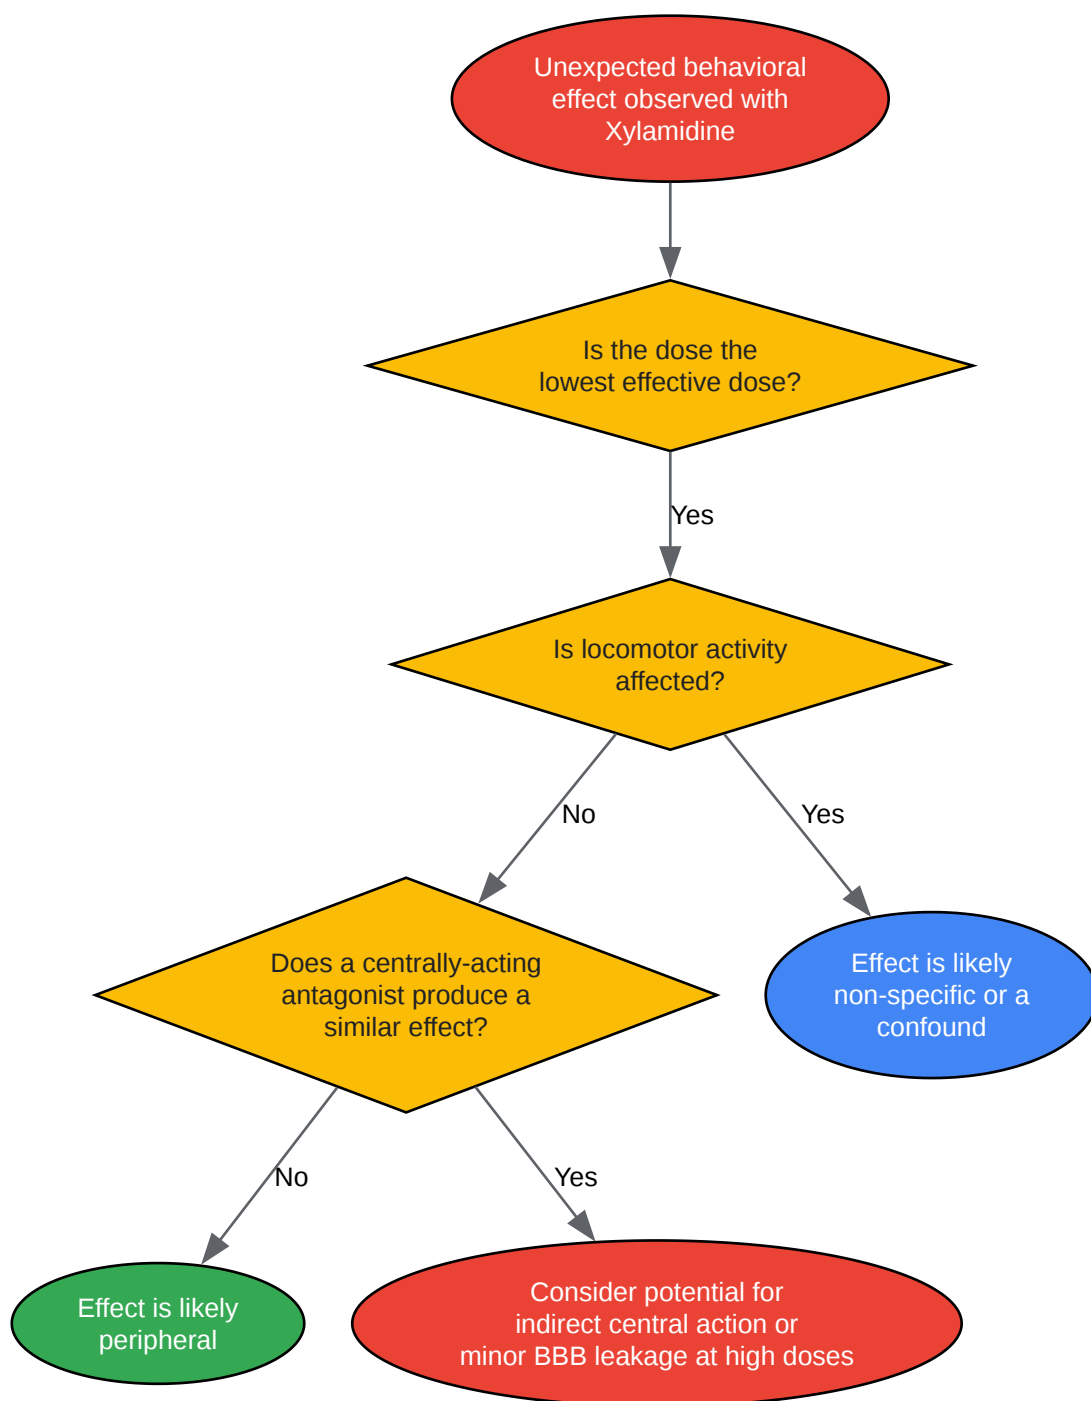 Unexpected behavioral
effect observed with
Xylamidine
Is the dose the
lowest effective dose?
Yes
Is locomotor activity
affected?
No
Yes
Does a centrally-acting
antagonist produce a
similar effect?
Effect is likely
non-specific or a
confound
No
Yes
Effect is likely
peripheral
Consider potential for
indirect central action or
minor BBB leakage at high doses